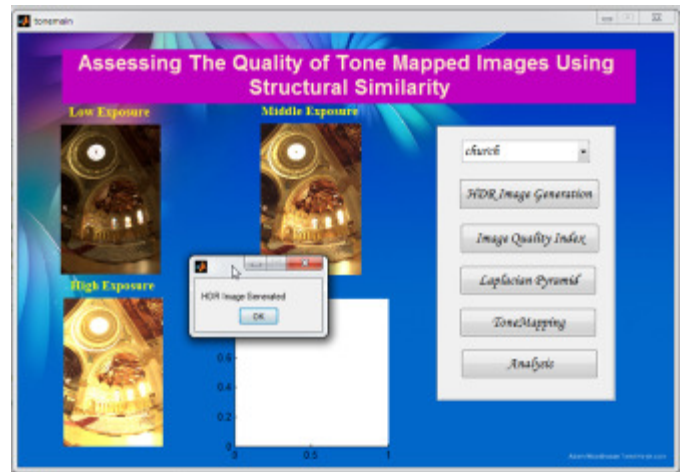 tonemain
Assessing The Quality of Tone Mapped Images Using
Structural Similarity
Low Exposure
Middle Exposure
church
HDR Image Generation
Image Quality Index
High Exposure
HDR Image Generated
OK
Laplacian Pyramid
ToneMapping
Analysis
0.6
0.4
0.2
0
0
0.5
1